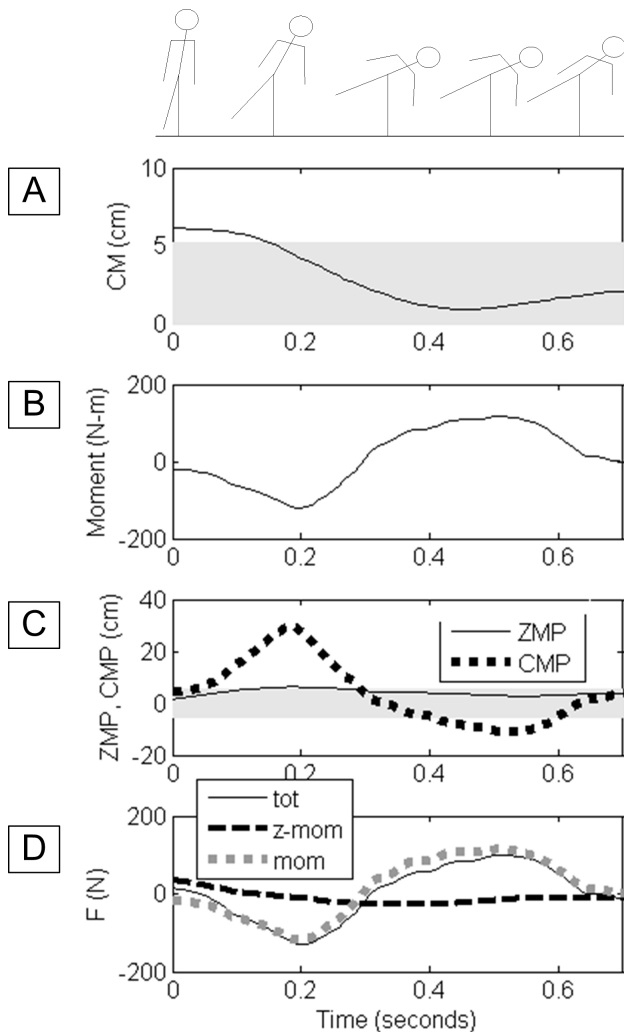 A
CM (cm)
10
5
0
0 0.2 0.4 0.6
B
Moment (N-m)
200
0
-200
0 0.2 0.4 0.6
C
ZMP, CMP (cm)
40
20
0
-20
ZMP
CMP
0 0.2 0.4 0.6
D
F (N)
200
0
-200
tot
z-mom
mom
0 0.2 0.4 0.6
Time (seconds)